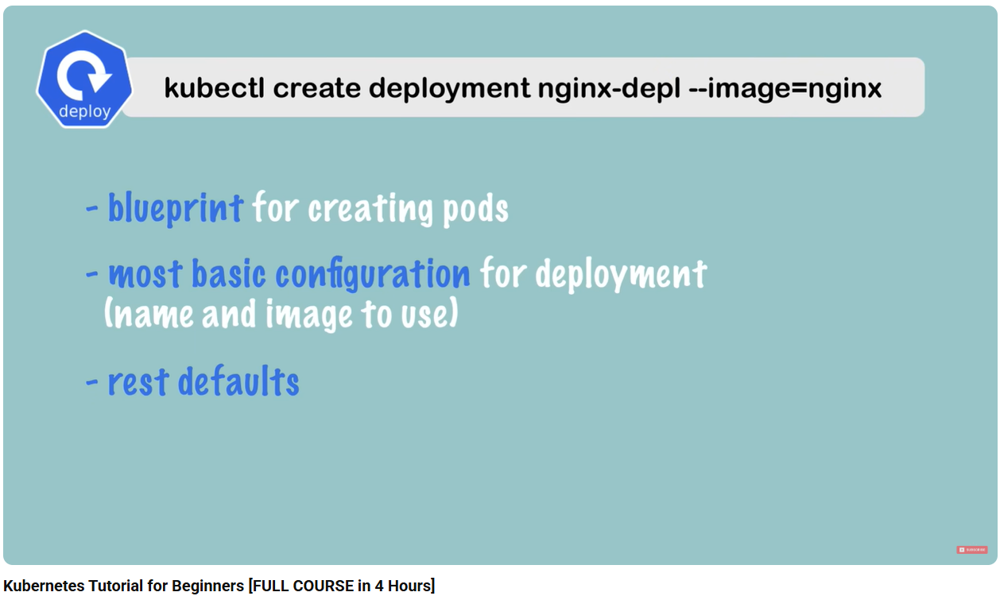 deploy
kubectl create deployment nginx-depl --image=nginx
- blueprint for creating pods
- most basic configuration for deployment
(name and image to use)
- rest defaults
SUBSCRIBE
Kubernetes Tutorial for Beginners [FULL COURSE in 4 Hours]